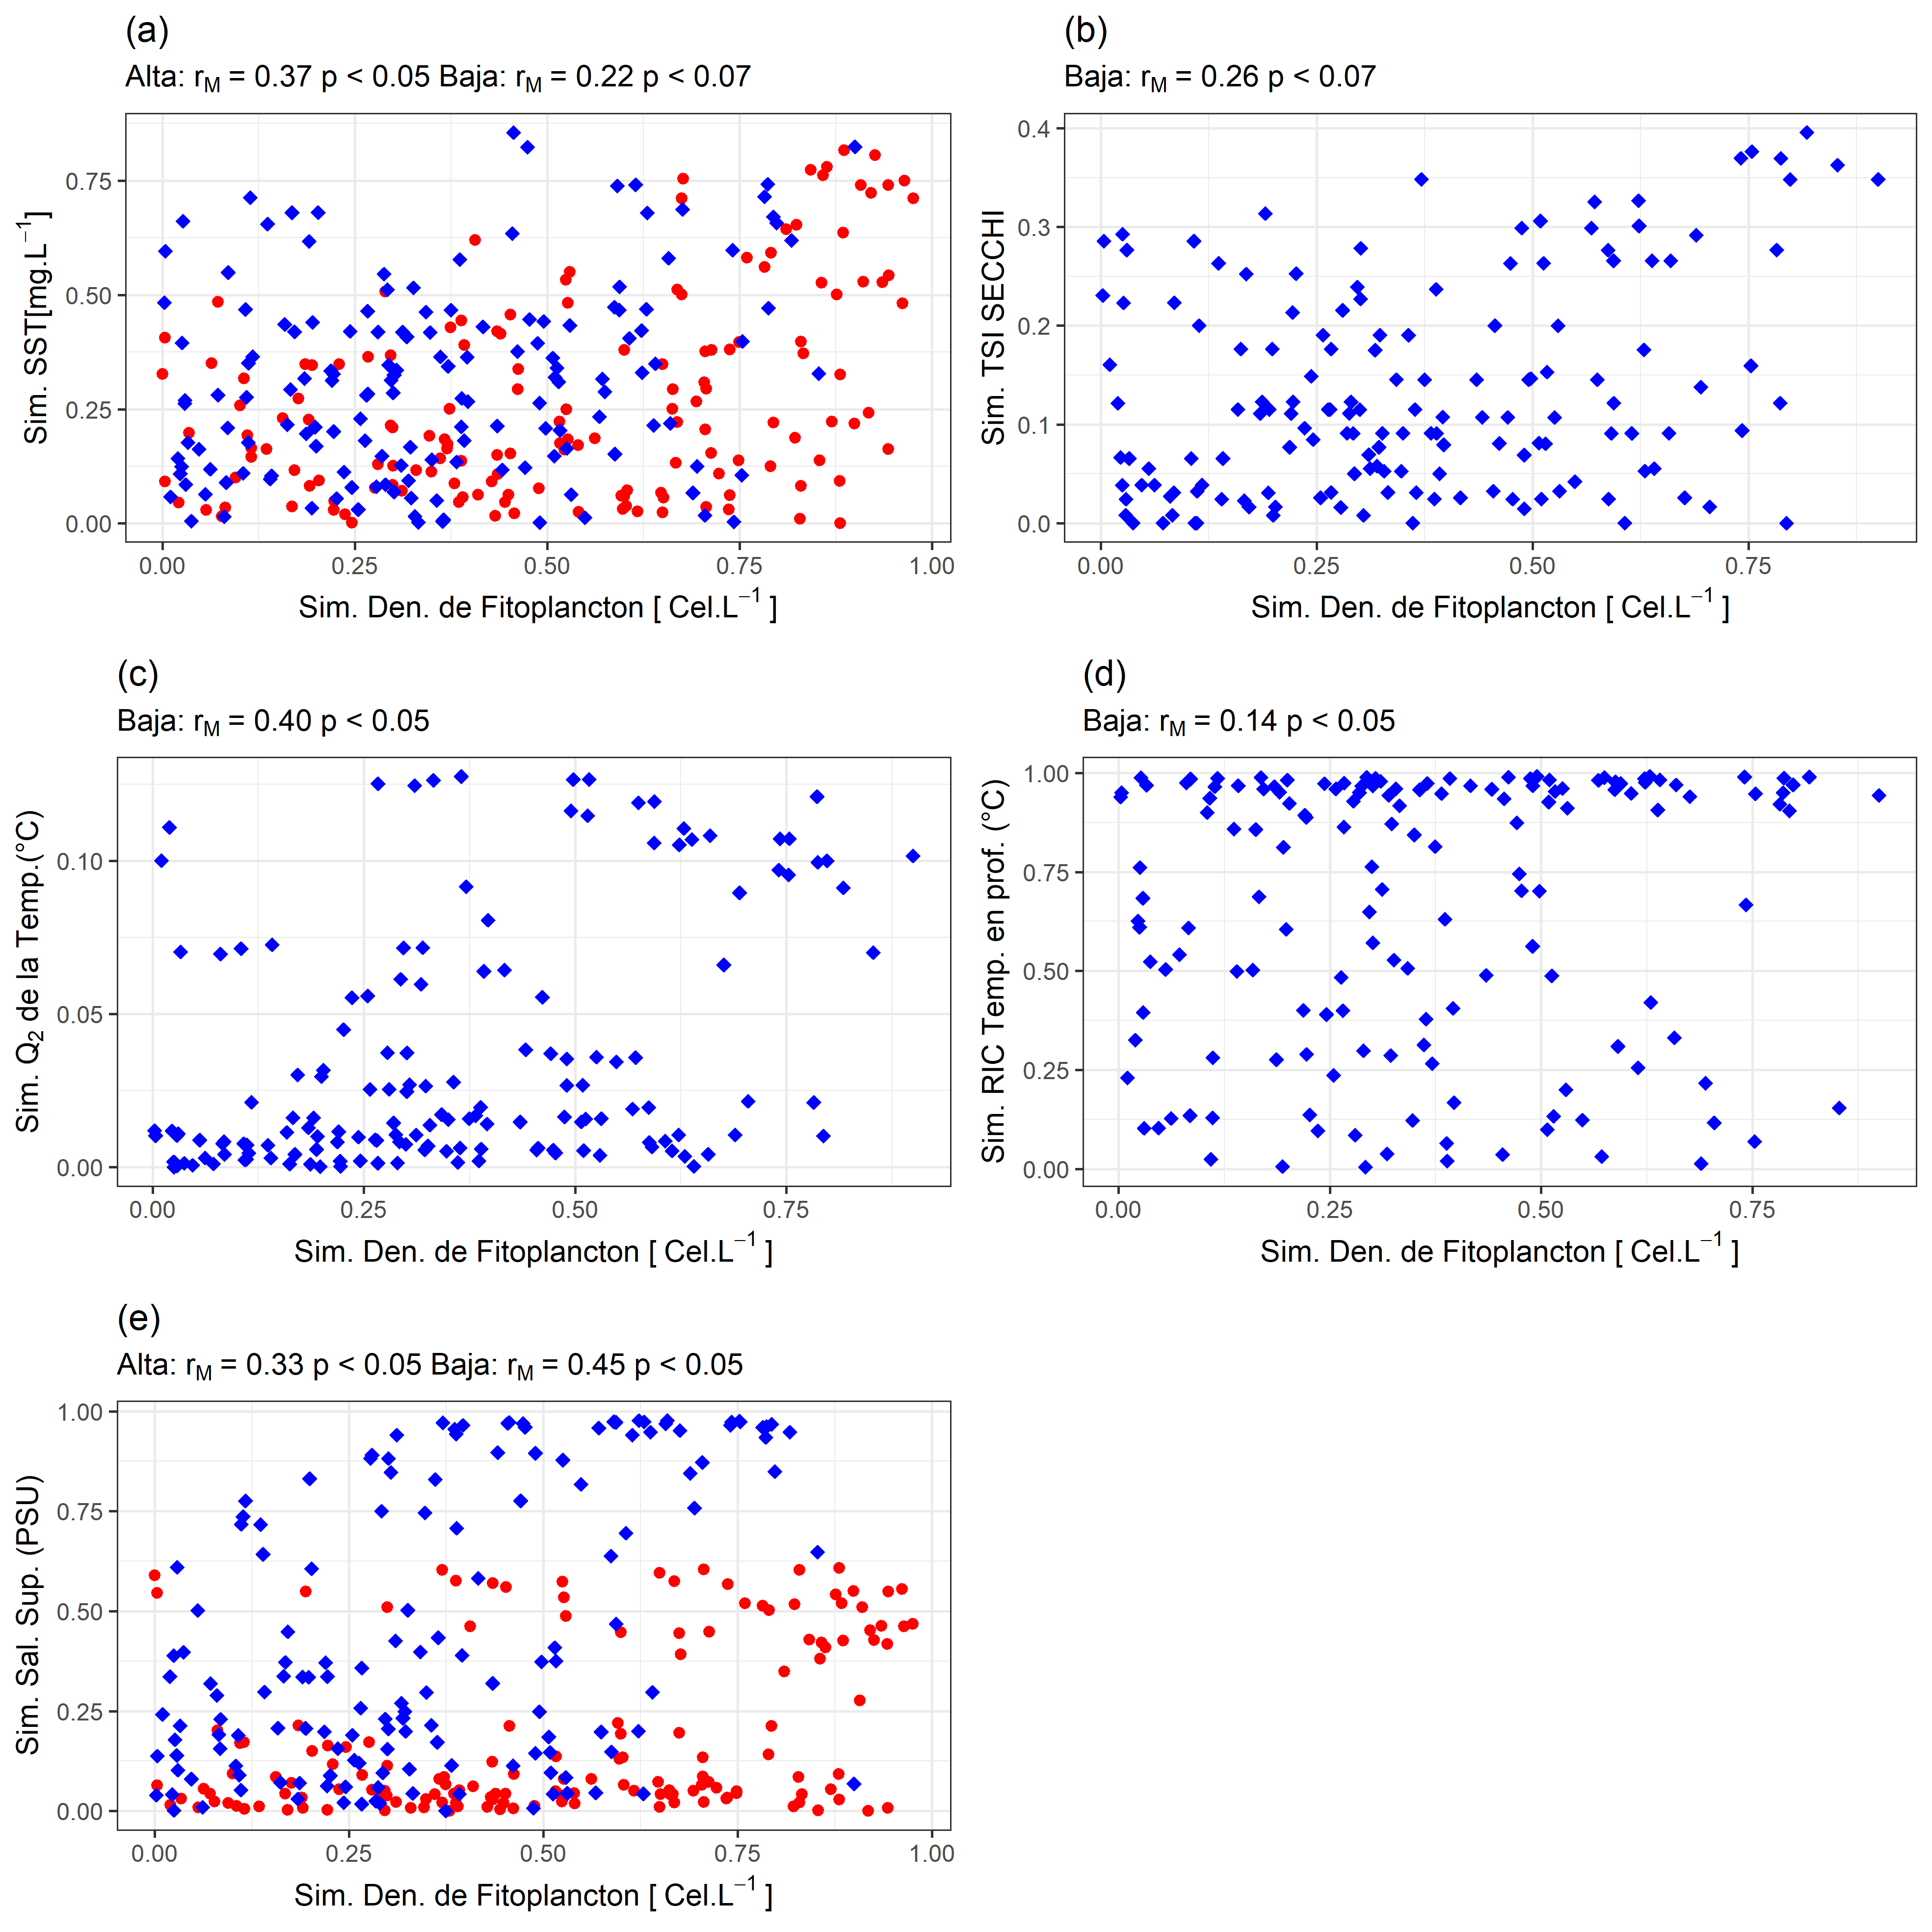 (a)
Alta: rM = 0.37 p < 0.05 Baja: rM = 0.22 p < 0.07
Sim. SST[mg.L−1]
0.75
0.50
0.25
0.00
0.00 0.25 0.50 0.75 1.00
Sim. Den. de Fitoplancton [ Cel.L−1 ]
(b)
Baja: rM = 0.26 p < 0.07
Sim. TSI SECCHI
0.4
0.3
0.2
0.1
0.0
0.00 0.25 0.50 0.75
Sim. Den. de Fitoplancton [ Cel.L−1 ]
(c)
Baja: rM = 0.40 p < 0.05
Sim. Q2 de la Temp.(°C)
0.10
0.05
0.00
0.00 0.25 0.50 0.75
Sim. Den. de Fitoplancton [ Cel.L−1 ]
(d)
Baja: rM = 0.14 p < 0.05
Sim. RIC Temp. en prof. (°C)
1.00
0.75
0.50
0.25
0.00
0.00 0.25 0.50 0.75
Sim. Den. de Fitoplancton [ Cel.L−1 ]
(e)
Alta: rM = 0.33 p < 0.05 Baja: rM = 0.45 p < 0.05
Sim. Sal. Sup. (PSU)
1.00
0.75
0.50
0.25
0.00
0.00 0.25 0.50 0.75 1.00
Sim. Den. de Fitoplancton [ Cel.L−1 ]